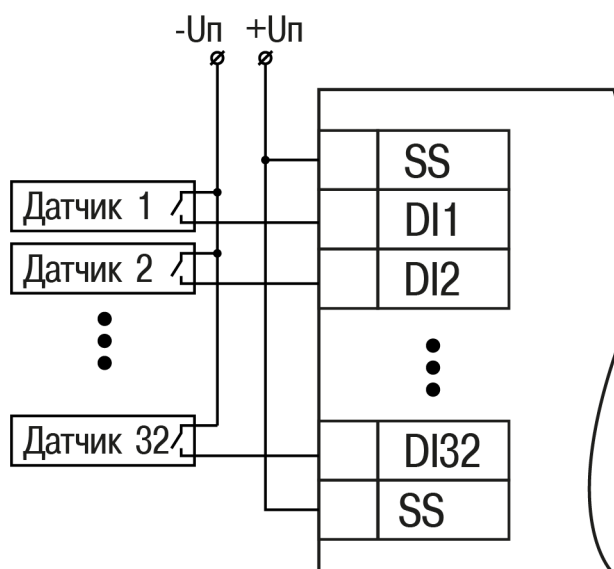 -Uп +Uп
SS
Датчик 1
DI1
Датчик 2
DI2
Датчик 32
DI32
SS